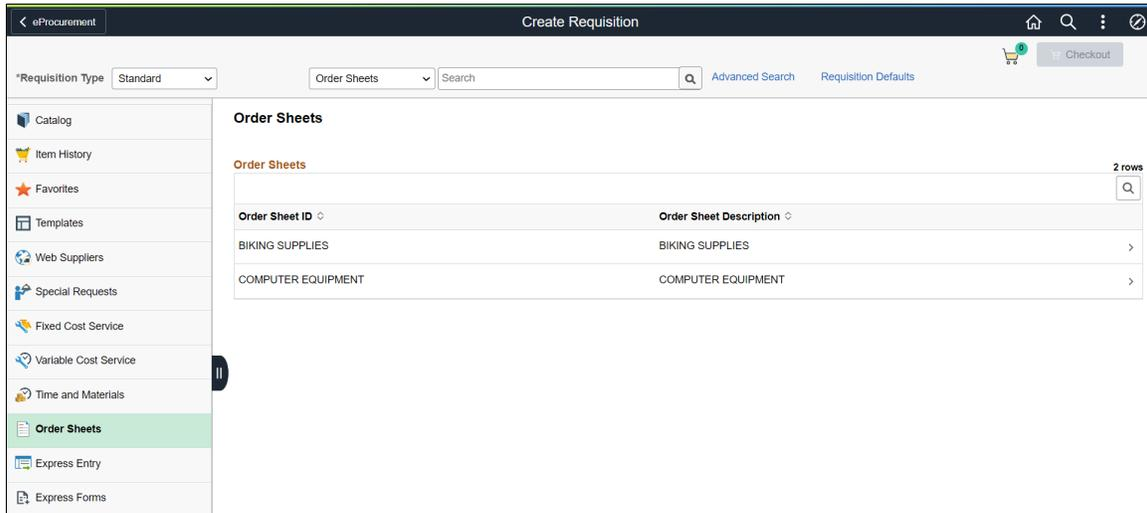 eProcurement
Create Requisition
0
Checkout
*Requisition Type Standard Order Sheets Search Advanced Search Requisition Defaults
Catalog
Item History
Favorites
Templates
Web Suppliers
Special Requests
Fixed Cost Service
Variable Cost Service
Time and Materials
Order Sheets
Express Entry
Express Forms
Order Sheets
Order Sheets
2 rows
Order Sheet ID Order Sheet Description
BIKING SUPPLIES BIKING SUPPLIES
COMPUTER EQUIPMENT COMPUTER EQUIPMENT